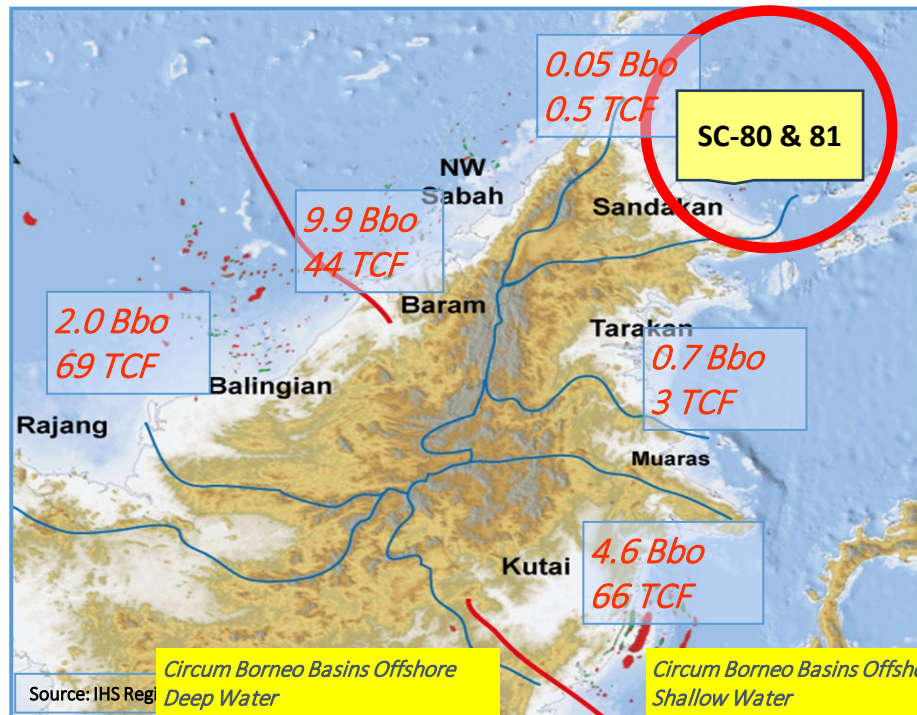 0.05 Bbo
0.5 TCF
SC-80 & 81
NW
Sabah
Sandakan
9.9 Bbo
44 TCF
Baram
2.0 Bbo
69 TCF
Tarakan
0.7 Bbo
3 TCF
Balingian
Rajang
Muaras
Kutai
4.6 Bbo
66 TCF
Source: IHS Regi
Circum Borneo Basins Offshore
Deep Water
Circum Borneo Basins Offsh
Shallow Water